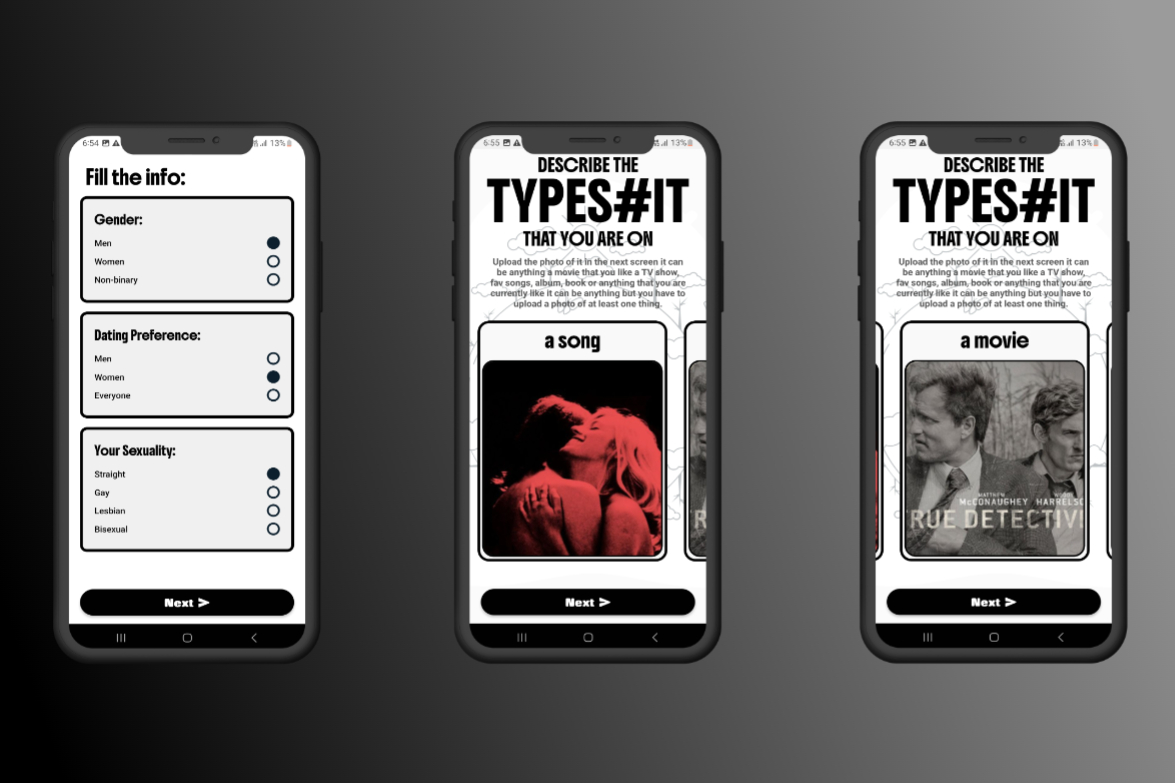 6:54
13%
Fill the info:
Gender:
Men
Women
Non-binary
Dating Preference:
Men
Women
Everyone
Your Sexuality:
Straight
Gay
Lesbian
Bisexual
Next
6:55
13%
DESCRIBE THE
TYPES#IT
THAT YOU ARE ON
Upload the photo of it in the next screen it can
be anything a movie that you like a TV show,
fav songs, album, book or anything that you are
currently like it can be anything but you have to
upload a photo of at least one thing.
a song
Next
6:55
13%
DESCRIBE THE
TYPES#IT
THAT YOU ARE ON
Upload the photo of it in the next screen it can
be anything a movie that you like a TV show,
fav songs, album, book or anything that you are
currently like it can be anything but you have to
upload a photo of at least one thing.
a movie
MATTHEW
McCONAUGHEY HARRELSO
RUE DETECTIV
Next